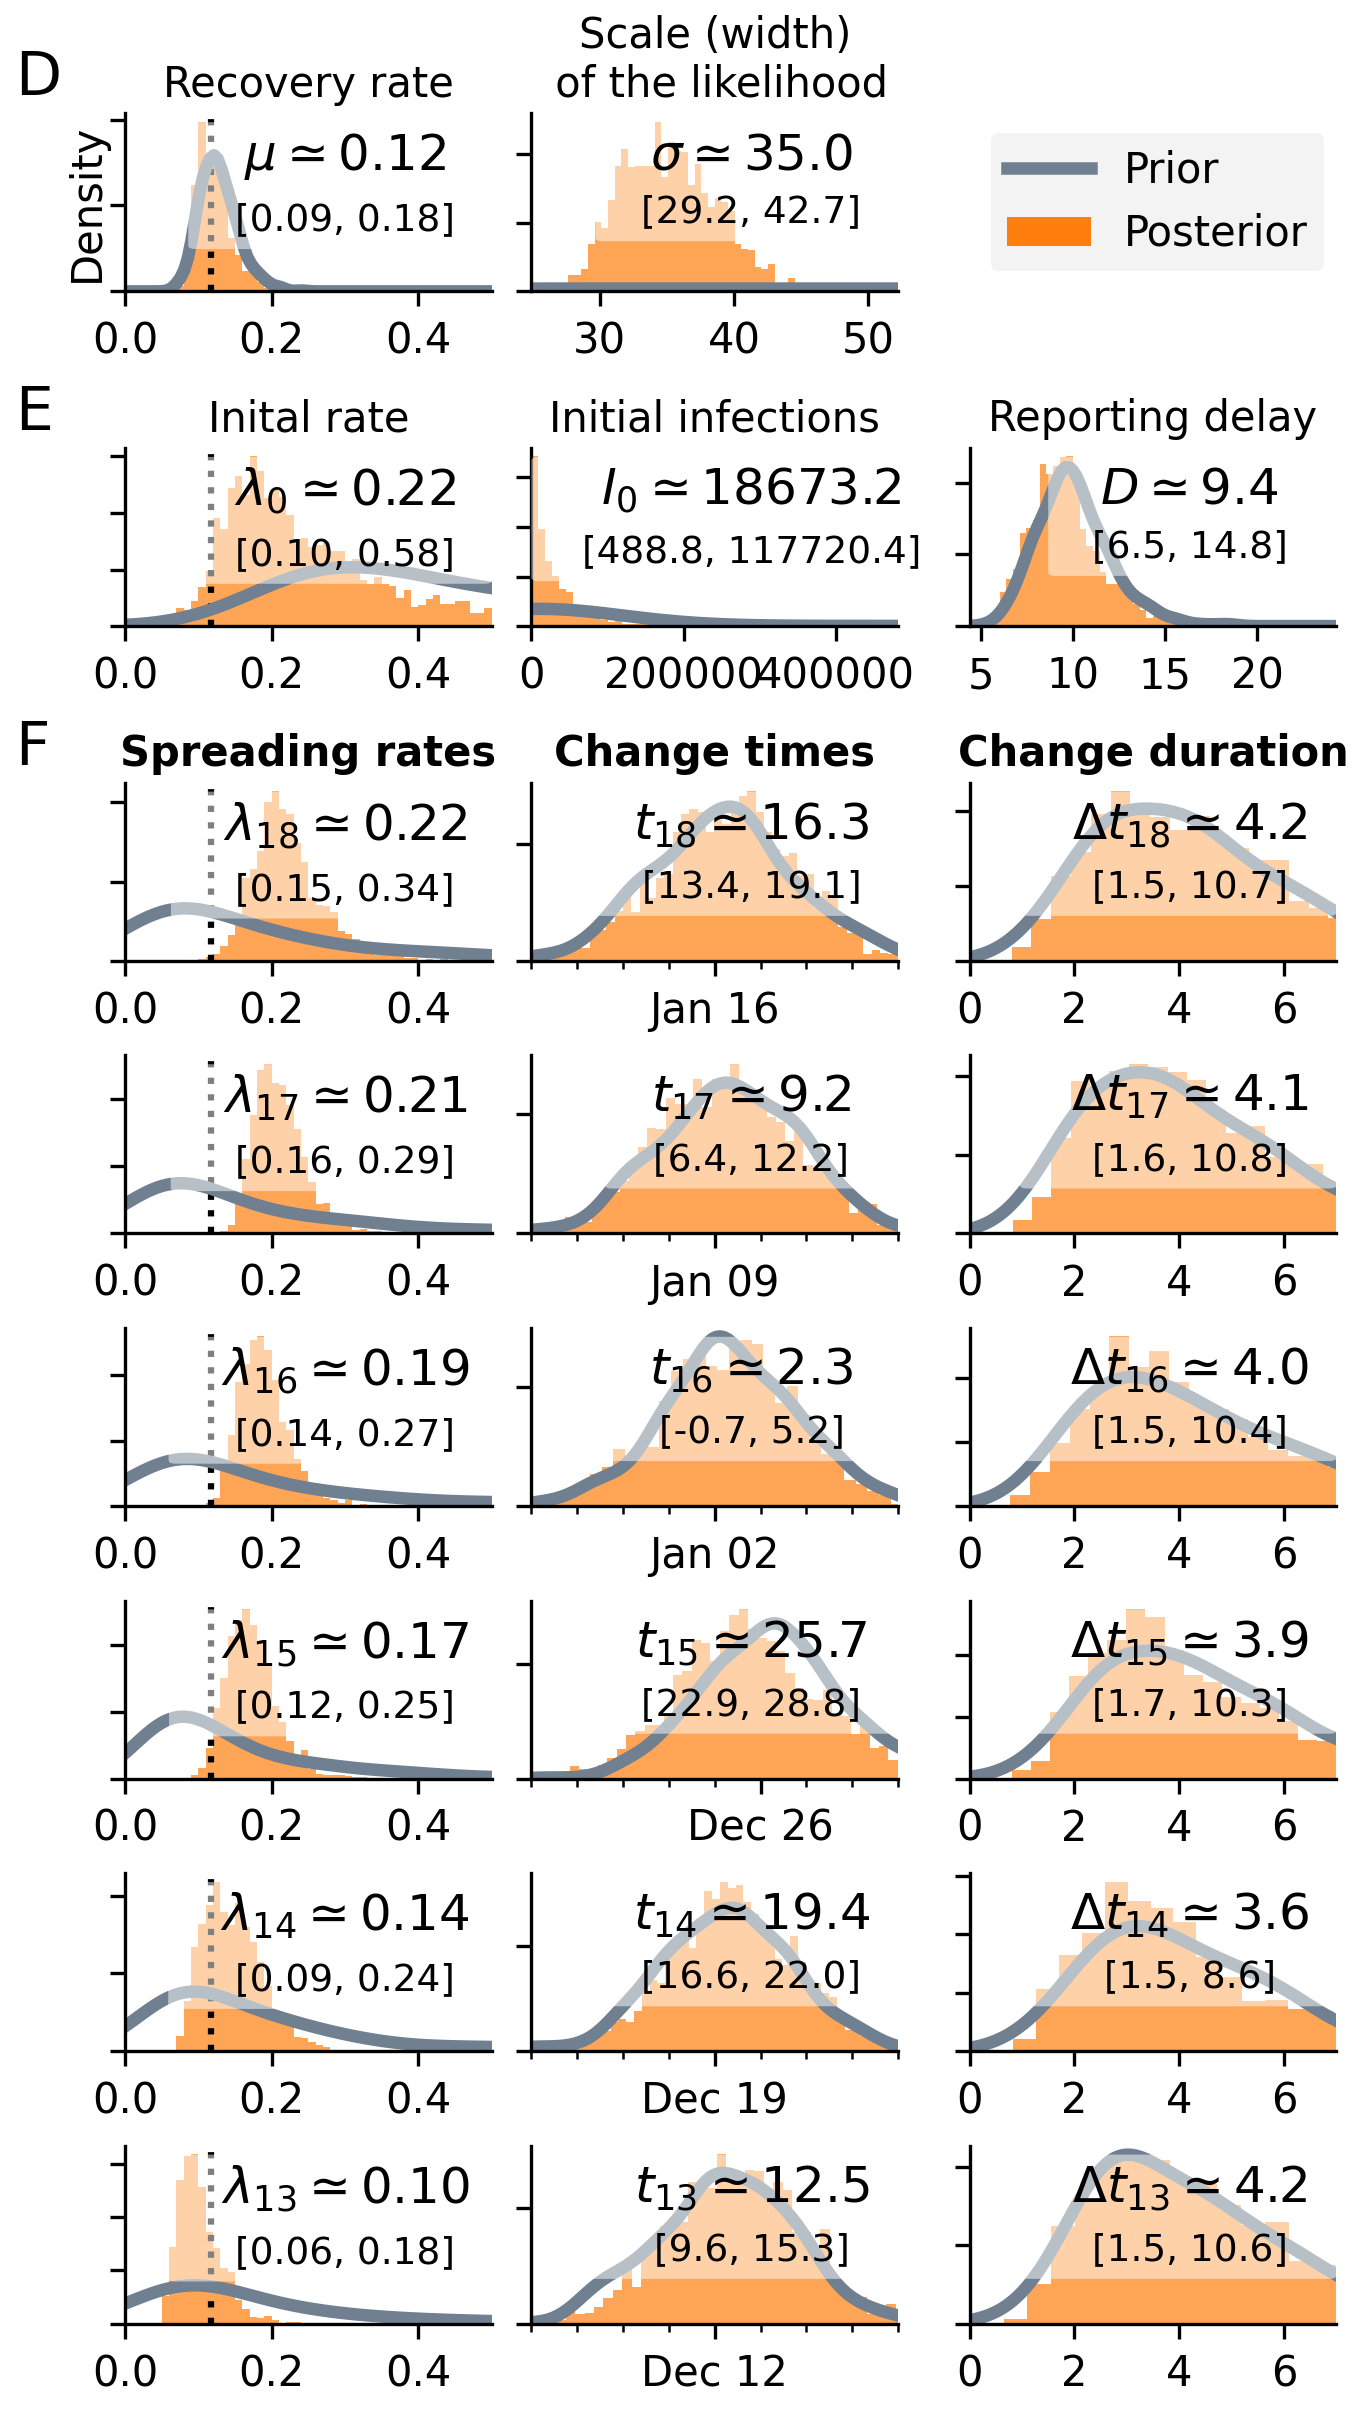 D
Recovery rate
Scale (width)
of the likelihood
Density
μ ≃ 0.12
[0.09, 0.18]
0.0 0.2 0.4
σ ≃ 35.0
[29.2, 42.7]
30 40 50
Prior
Posterior
E
Inital rate
λ0 ≃ 0.22
[0.10, 0.58]
0.0 0.2 0.4
Initial infections
I0 ≃ 18673.2
[488.8, 117720.4]
0 200000 400000
Reporting delay
D ≃ 9.4
[6.5, 14.8]
5 10 15 20
F
Spreading rates
Change times
Change duration
λ18 ≃ 0.22
[0.15, 0.34]
0.0 0.2 0.4
t18 ≃ 16.3
[13.4, 19.1]
Jan 16
Δt18 ≃ 4.2
[1.5, 10.7]
0 2 4 6
λ17 ≃ 0.21
[0.16, 0.29]
0.0 0.2 0.4
t17 ≃ 9.2
[6.4, 12.2]
Jan 09
Δt17 ≃ 4.1
[1.6, 10.8]
0 2 4 6
λ16 ≃ 0.19
[0.14, 0.27]
0.0 0.2 0.4
t16 ≃ 2.3
[-0.7, 5.2]
Jan 02
Δt16 ≃ 4.0
[1.5, 10.4]
0 2 4 6
λ15 ≃ 0.17
[0.12, 0.25]
0.0 0.2 0.4
t15 ≃ 25.7
[22.9, 28.8]
Dec 26
Δt15 ≃ 3.9
[1.7, 10.3]
0 2 4 6
λ14 ≃ 0.14
[0.09, 0.24]
0.0 0.2 0.4
t14 ≃ 19.4
[16.6, 22.0]
Dec 19
Δt14 ≃ 3.6
[1.5, 8.6]
0 2 4 6
λ13 ≃ 0.10
[0.06, 0.18]
0.0 0.2 0.4
t13 ≃ 12.5
[9.6, 15.3]
Dec 12
Δt13 ≃ 4.2
[1.5, 10.6]
0 2 4 6